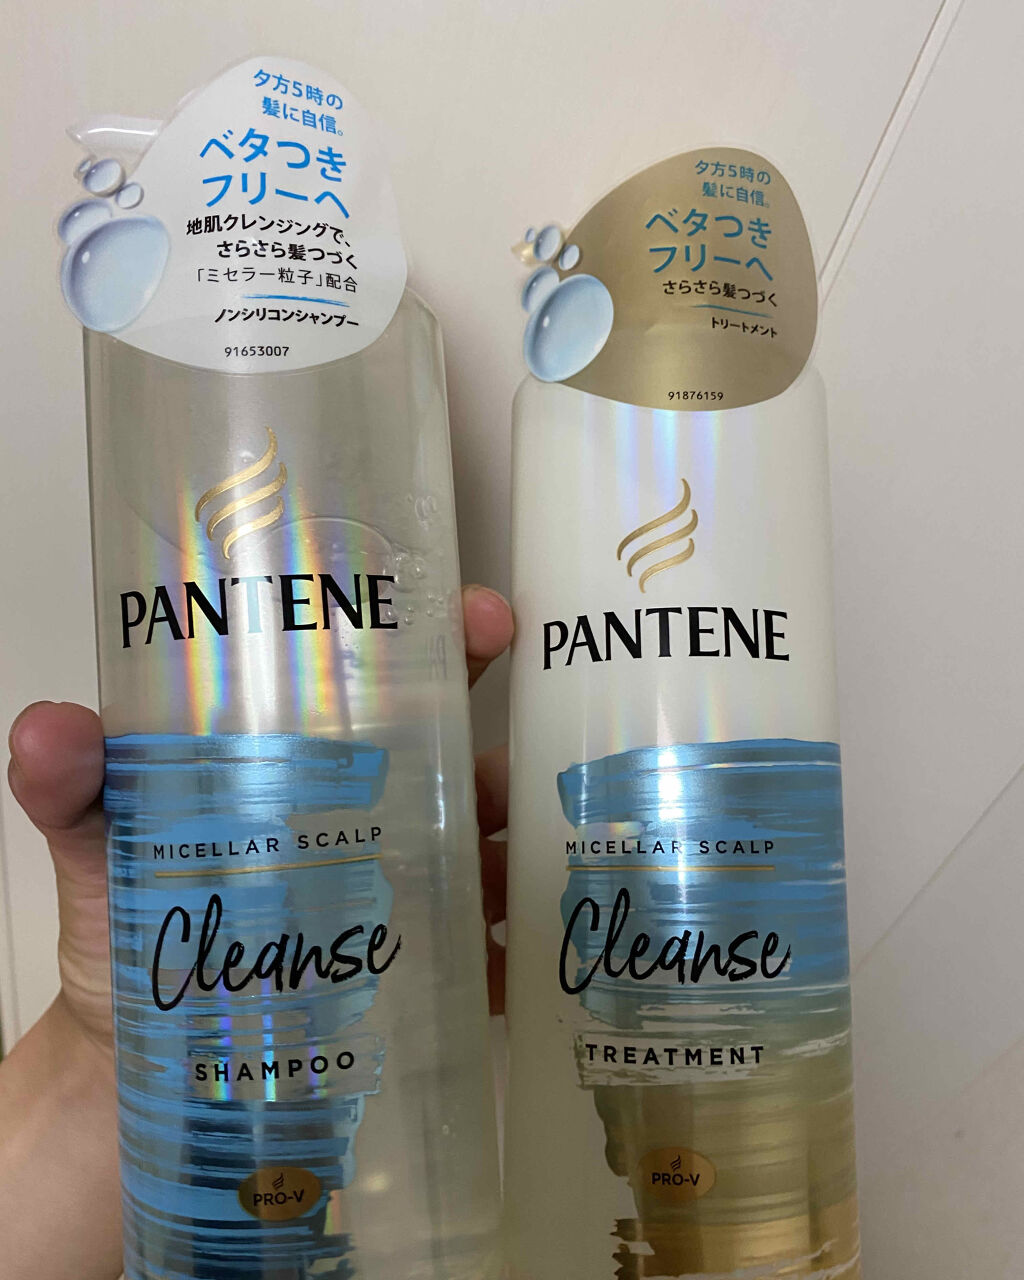 夕方5時の
髪に自信。
ベタつき
フリーへ
地肌クレンジングで、
さらさら髪つづく
「ミセラー粒子」配合
ノンシリコンシャンプー
91653007
PANTENE
MICELLAR SCALP
Cleanse
SHAMPOO
PRO-V
夕方5時の
髪に自信。
ベタつき
フリーへ
さらさら髪つづく
トリートメント
91876159
PANTENE
MICELLAR SCALP
Cleanse
TREATMENT
PRO-V